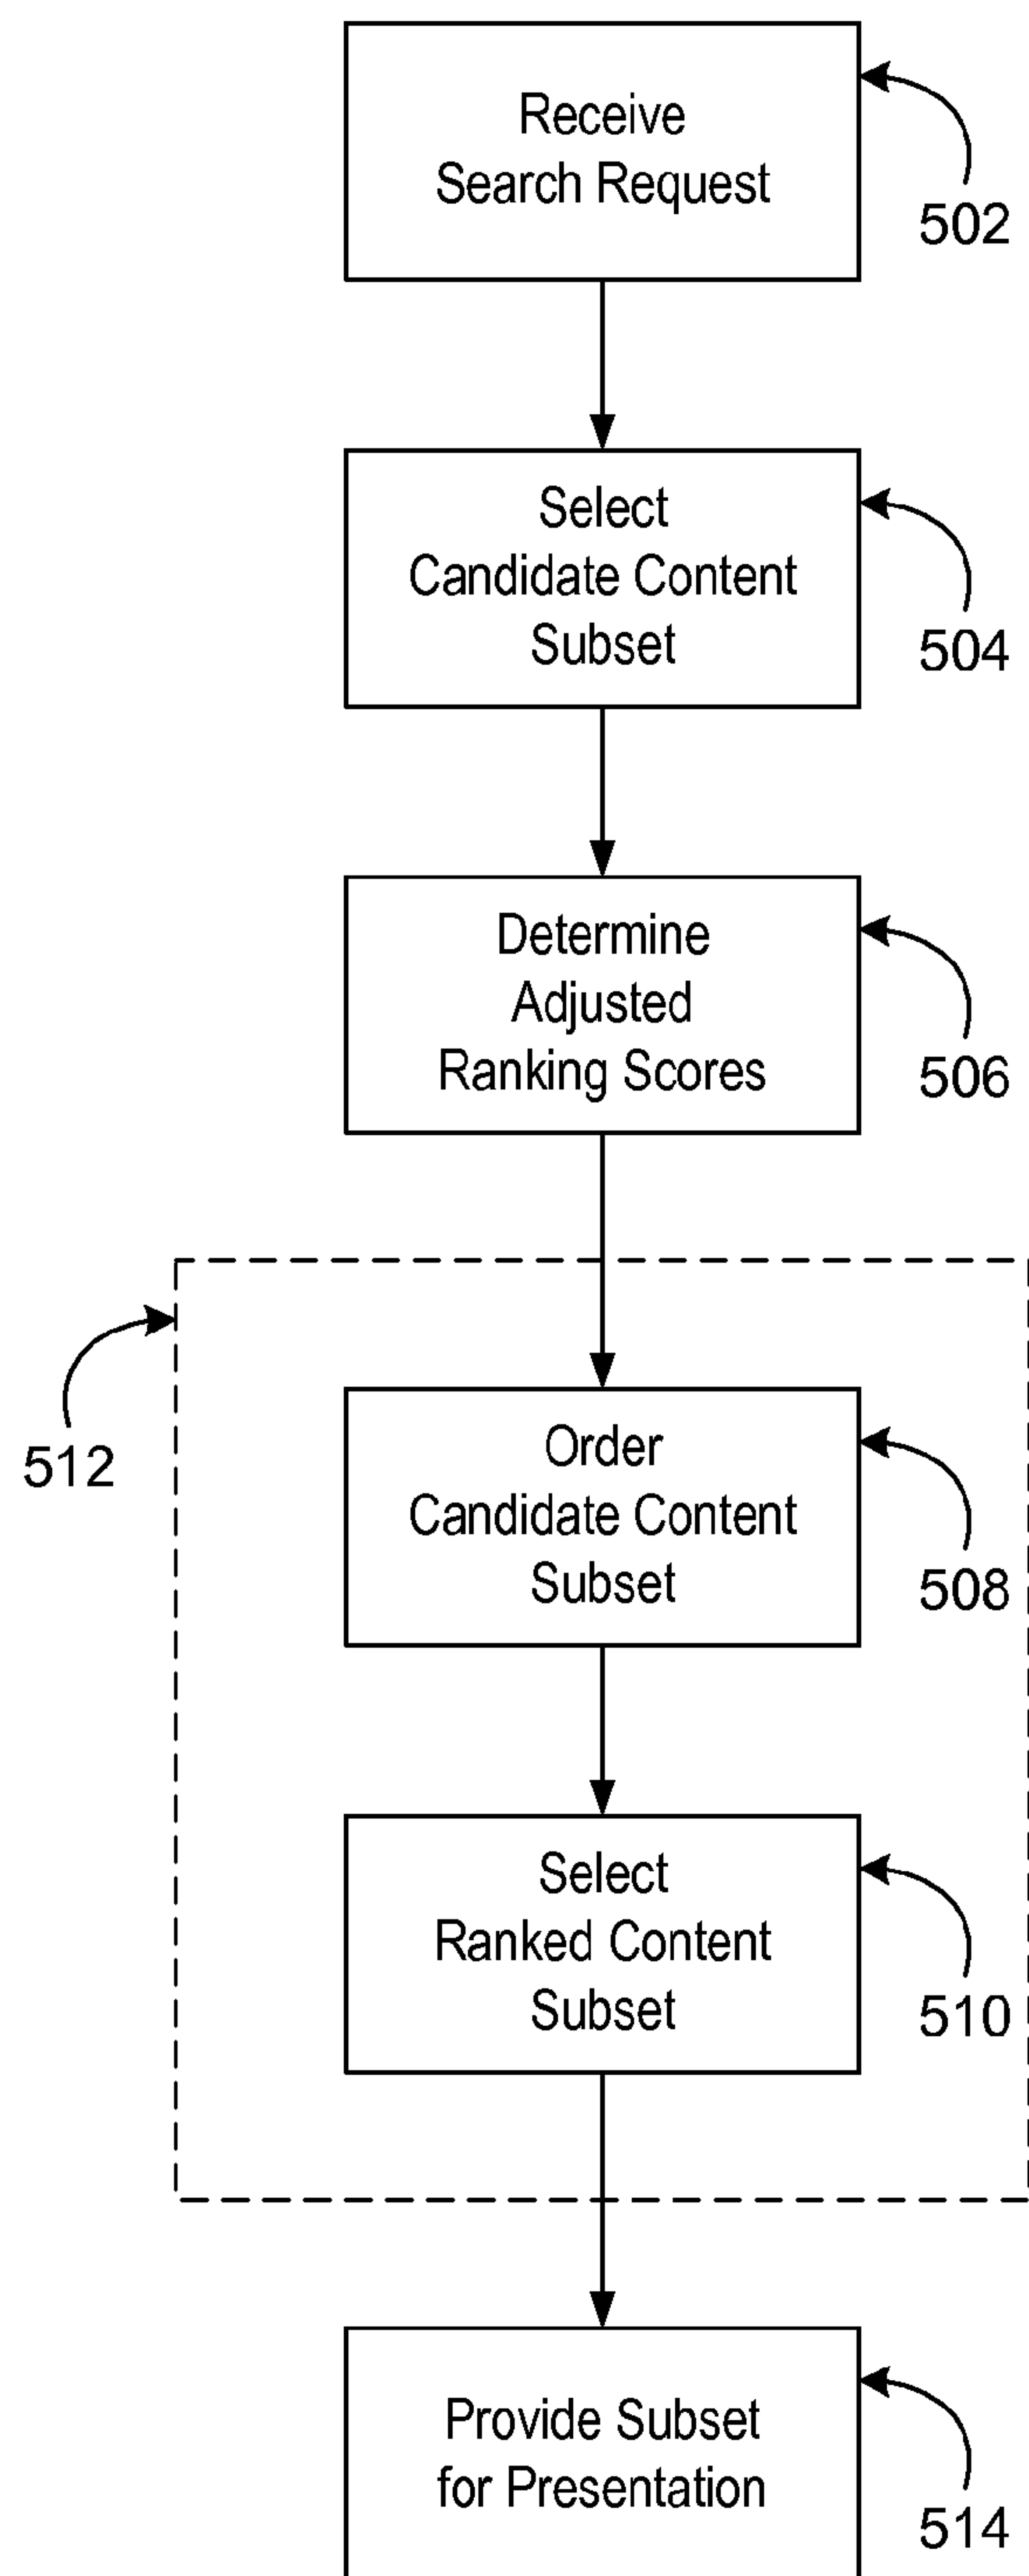 Receive
Search Request
502
Select
Candidate Content
Subset
504
Determine
Adjusted
Ranking Scores
506
512
Order
Candidate Content
Subset
508
Select
Ranked Content
Subset
510
Provide Subset
for Presentation
514